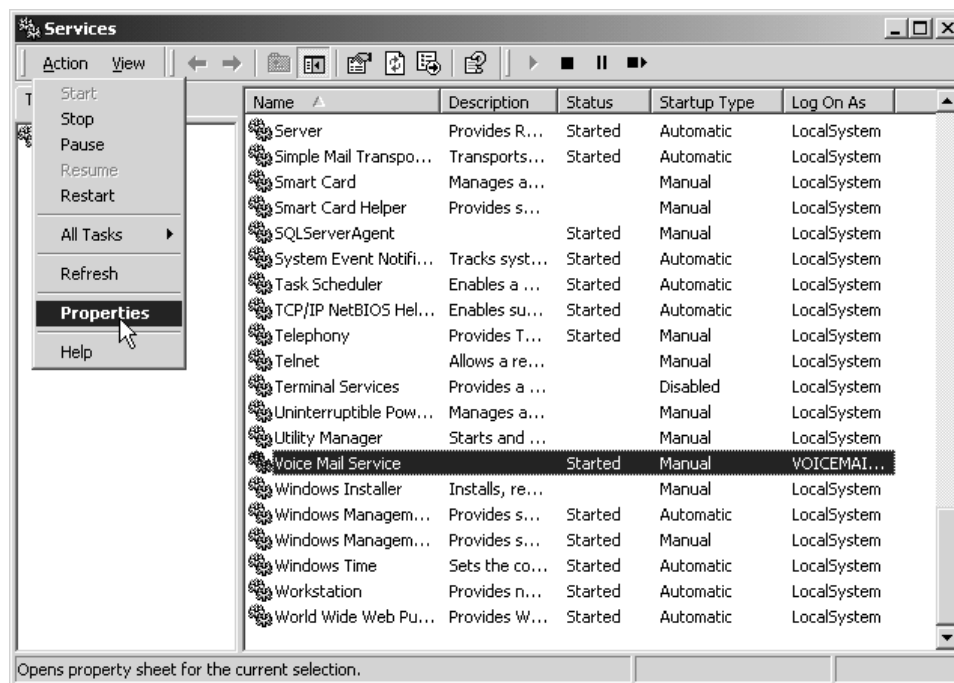 Services
Action View
T
Start
Stop
Pause
Resume
Restart
All Tasks
Refresh
Properties
Help
Name Description Status Startup Type Log On As
Server Provides R... Started Automatic LocalSystem
Simple Mail Transpo... Transports... Started Automatic LocalSystem
Smart Card Manages a... Manual LocalSystem
Smart Card Helper Provides s... Manual LocalSystem
SQLServerAgent Started Manual LocalSystem
System Event Notifi... Tracks syst... Started Automatic LocalSystem
Task Scheduler Enables a ... Started Automatic LocalSystem
TCP/IP NetBIOS Hel... Enables su... Started Automatic LocalSystem
Telephony Provides T... Started Manual LocalSystem
Telnet Allows a re... Manual LocalSystem
Terminal Services Provides a ... Disabled LocalSystem
Uninterruptible Pow... Manages a... Manual LocalSystem
Utility Manager Starts and ... Manual LocalSystem
Voice Mail Service Started Manual VOICEMAI...
Windows Installer Installs, re... Manual LocalSystem
Windows Managem... Provides s... Started Automatic LocalSystem
Windows Managem... Provides s... Started Manual LocalSystem
Windows Time Sets the co... Started Automatic LocalSystem
Workstation Provides n... Started Automatic LocalSystem
World Wide Web Pu... Provides W... Started Automatic LocalSystem
Opens property sheet for the current selection.